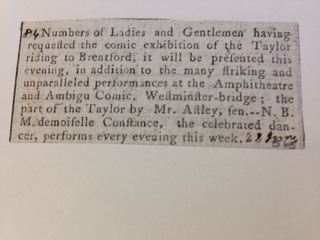 84 Numbers of Ladies and Gentlemen having
requested the comic exhibition of the Taylor
riding to Brentford, it will be presented this
evening, in addition to the many striking and
unparalleled performances at the Amphitheatre
and Ambigu Comic, Westminster-bridge; the
part of the Taylor by Mr. Astley, sen.--N. B.
M.demoiselle Constance, the celebrated dan-
cer, performs every evening this week. 28